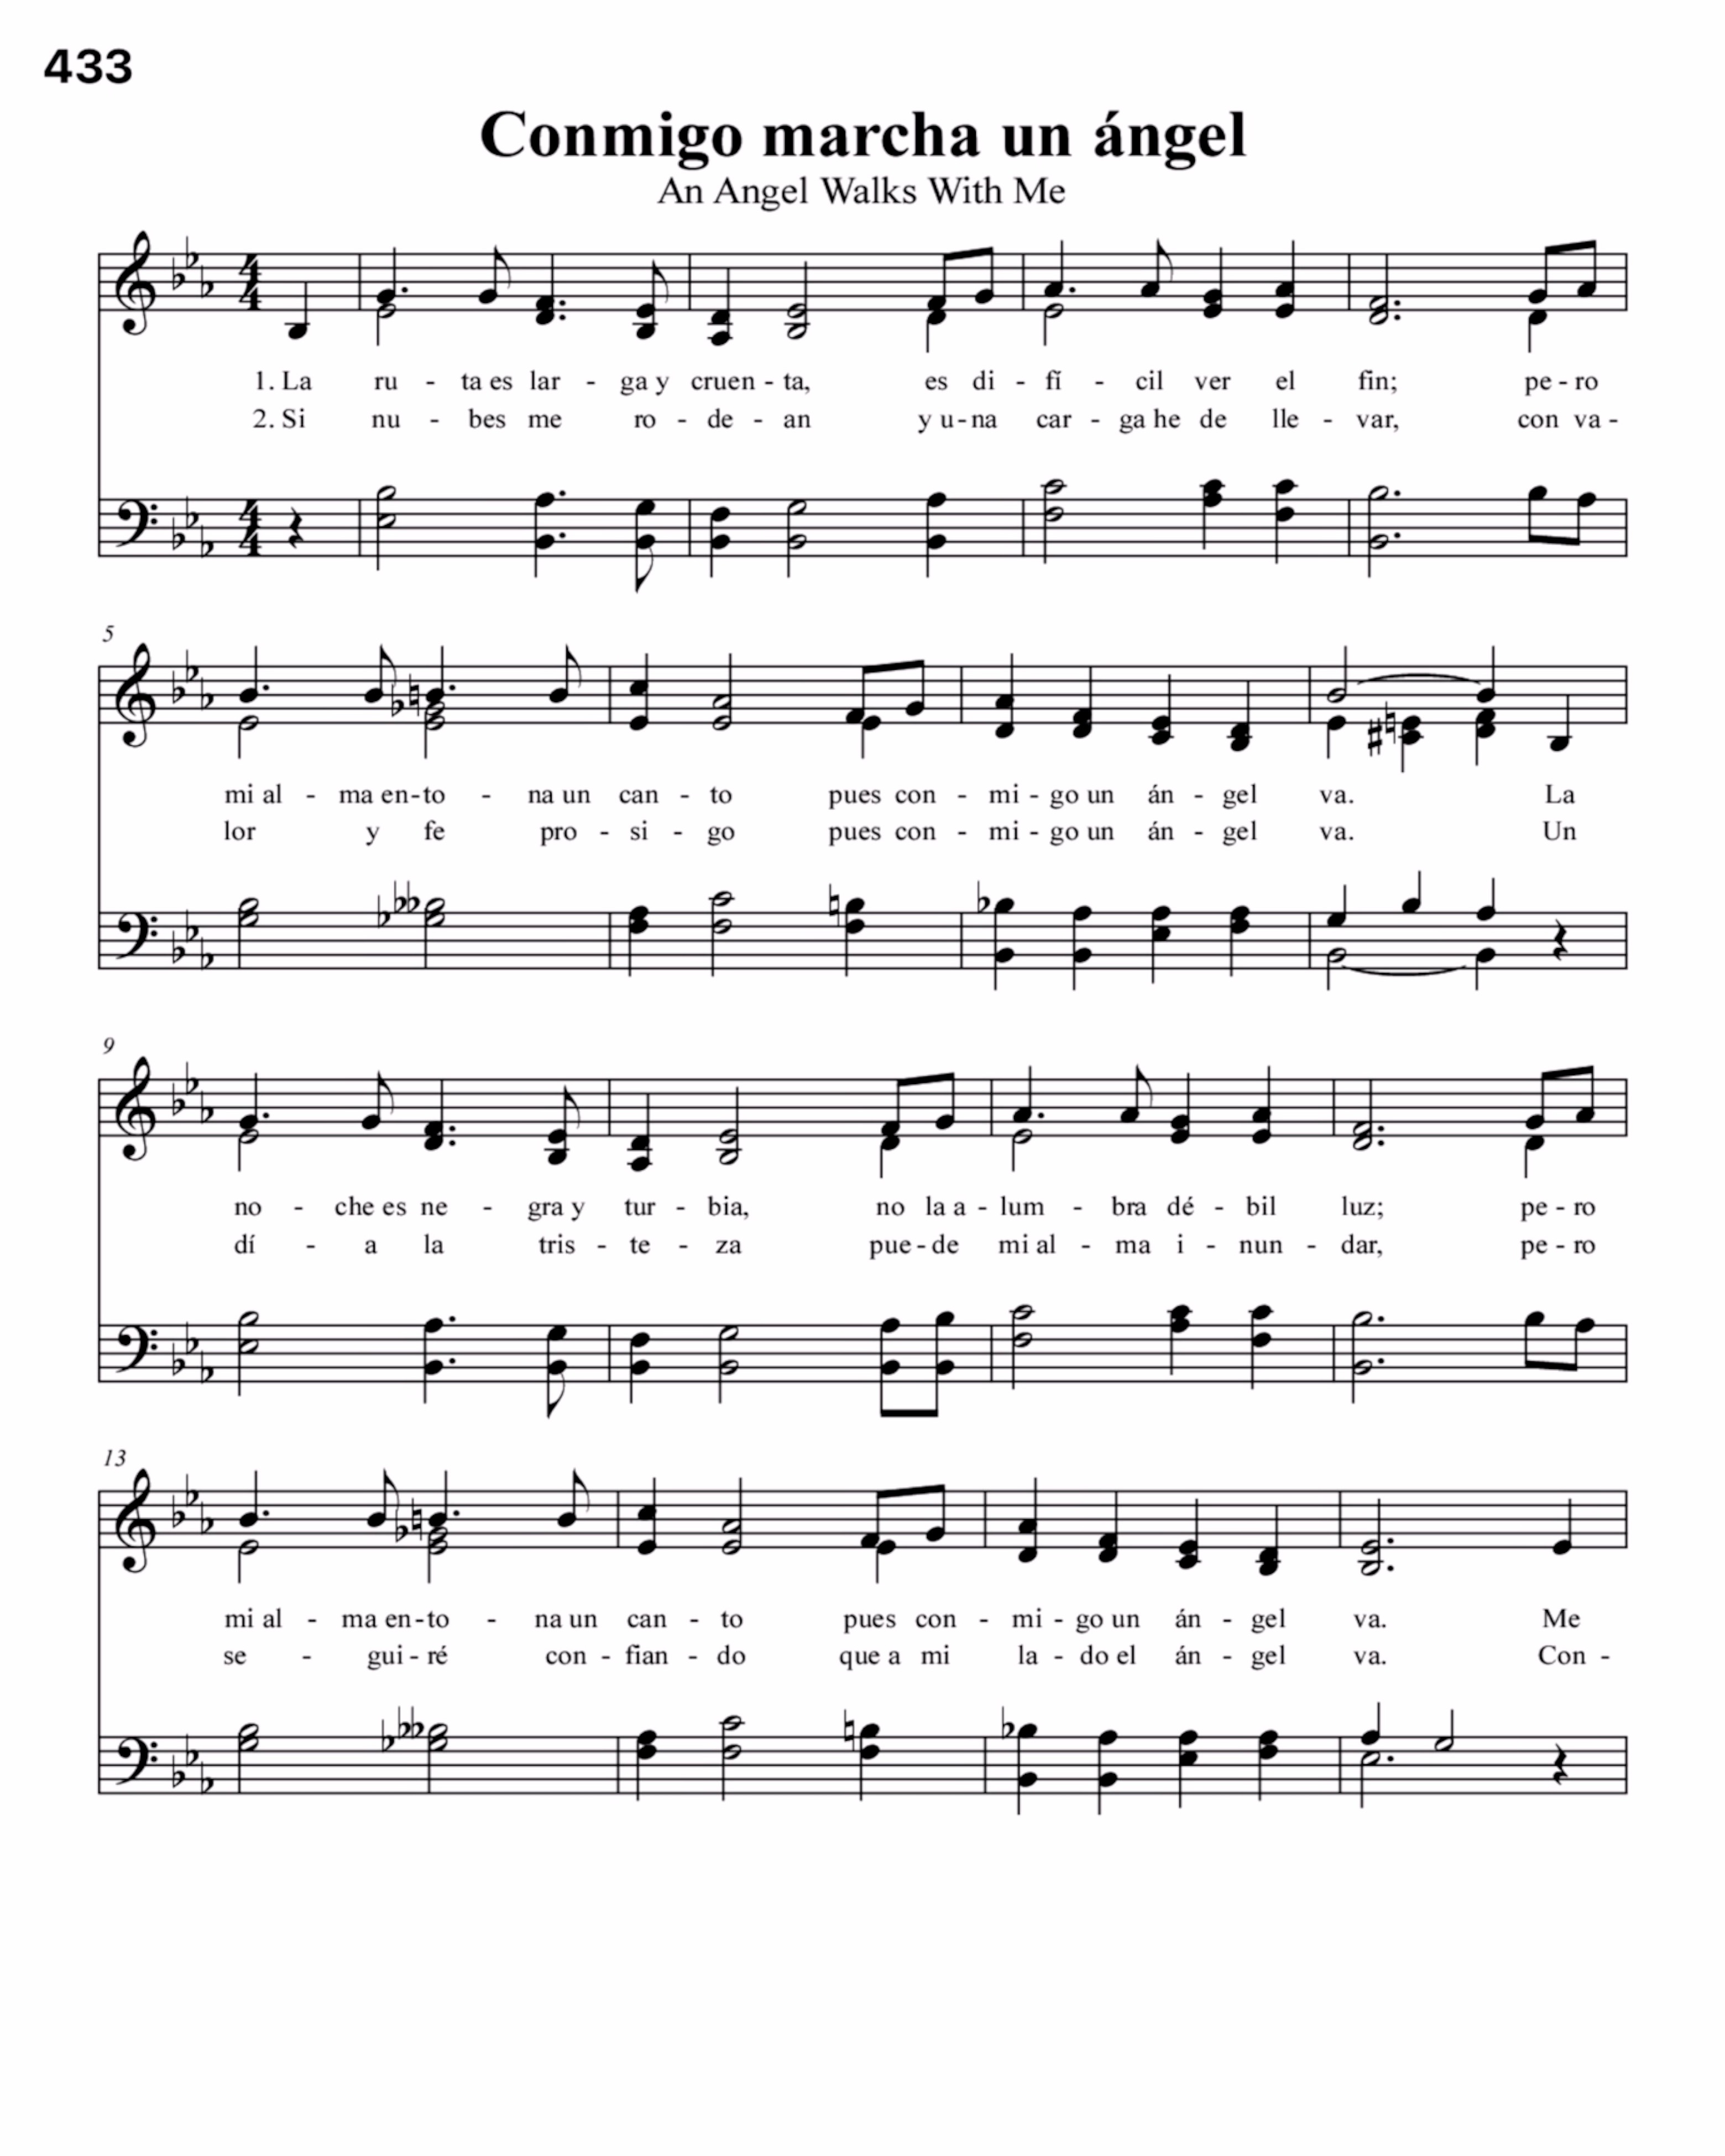 433
Conmigo marcha un ángel
An Angel Walks With Me
1. La ru - ta es lar - ga y cruen - ta, es di - fí - cil ver el fin; pe - ro
2. Si nu - bes me ro - de - an y u - na car - ga he de lle - var, con va -
5
mi al - ma en - to - na un can - to pues con - mi - go un án - gel va. La
lor y fe pro - si - go pues con - mi - go un án - gel va. Un
9
no - che es ne - gra y tur - bia, no la a - lum - bra dé - bil luz; pe - ro
dí - a la tris - te - za pue - de mi al - ma i - nun - dar, pe - ro
13
mi al - ma en - to - na un can - to pues con - mi - go un án - gel va. Me
se - gui - ré con - fian - do que a mi la - do el án - gel va. Con -